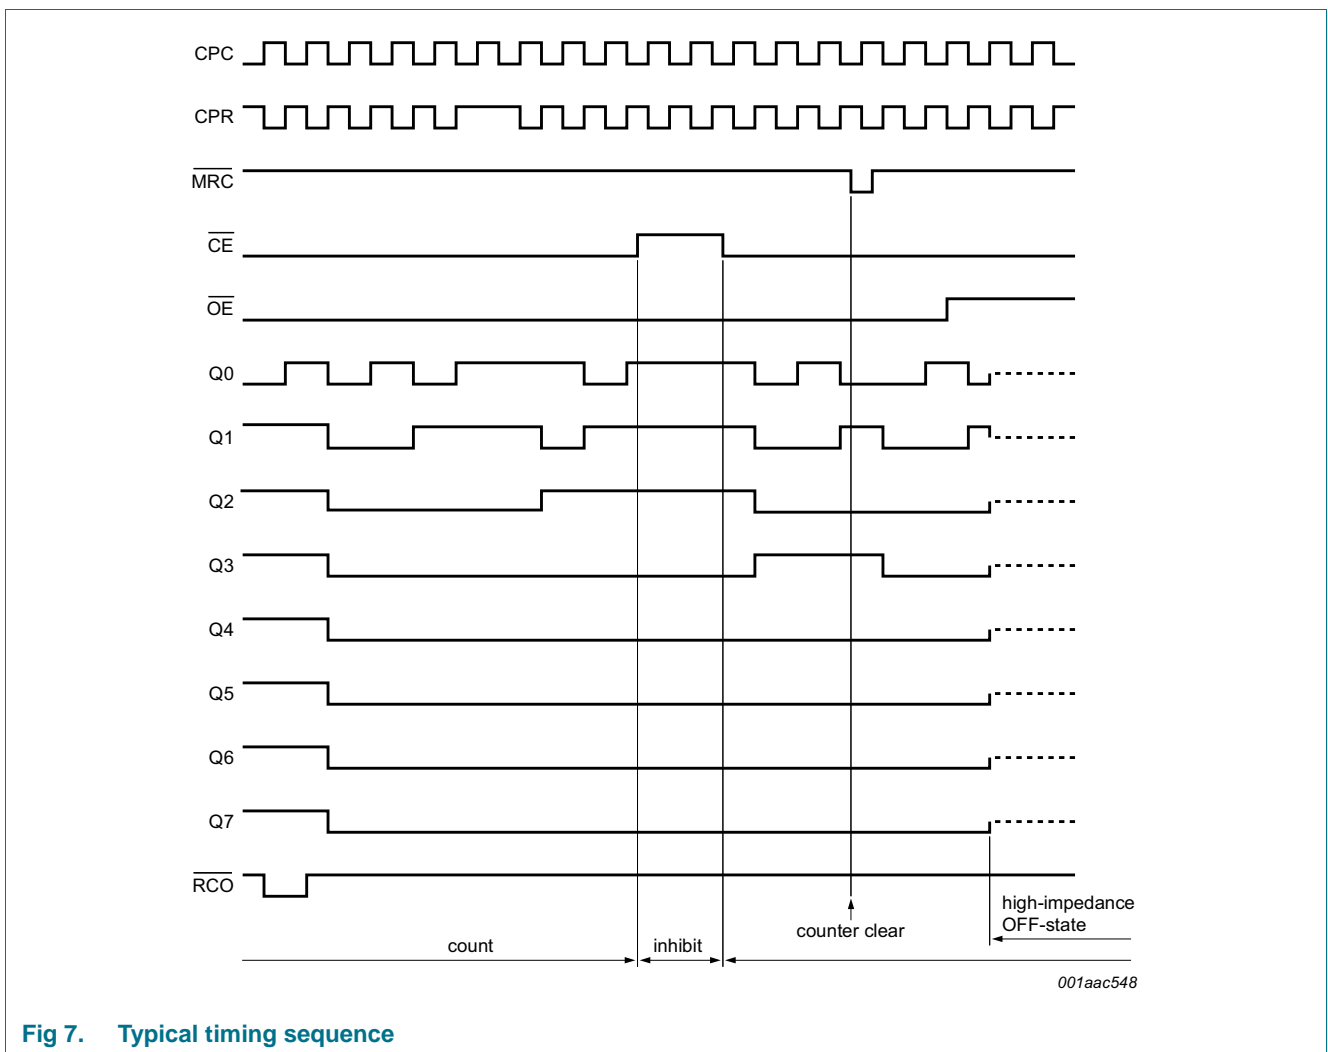 CPC
CPR
MRC
CE
OE
Q0
Q1
Q2
Q3
Q4
Q5
Q6
Q7
RCO
high-impedance
OFF-state
counter clear
count
inhibit
001aac548
Fig 7. Typical timing sequence